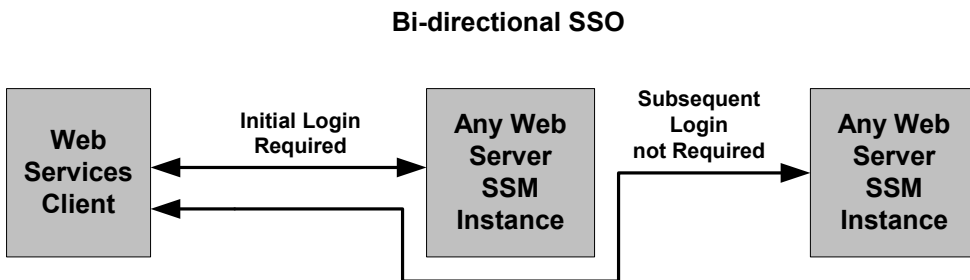 Bi-directional SSO
Web
Services
Client
Initial Login
Required
Any Web
Server
SSM
Instance
Subsequent
Login
not Required
Any Web
Server
SSM
Instance